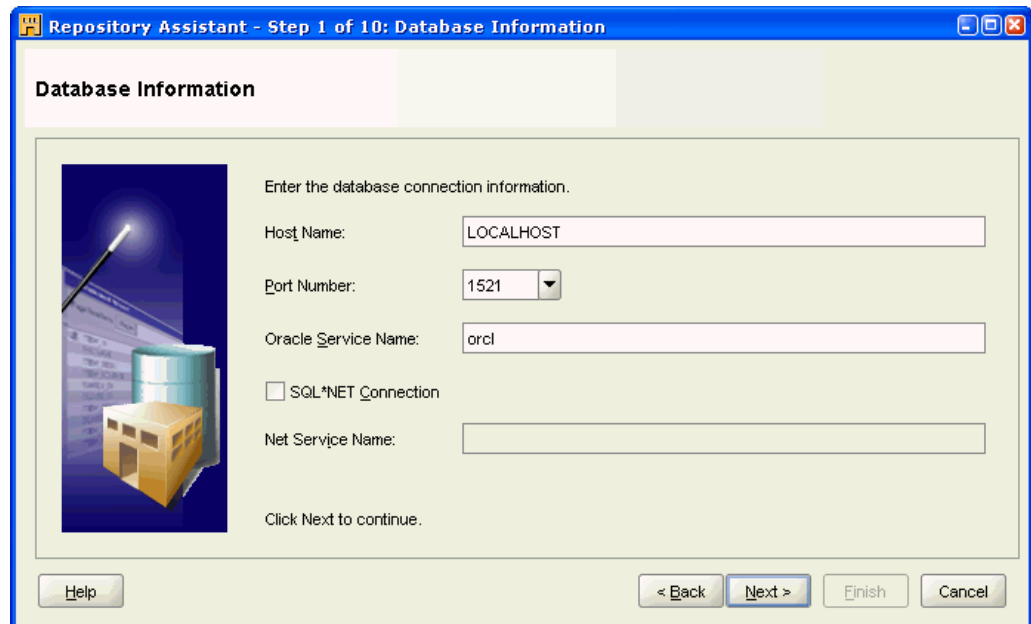 Repository Assistant - Step 1 of 10: Database Information
Database Information
Enter the database connection information.
Host Name: LOCALHOST
Port Number: 1521
Oracle Service Name: orcl
SQL*NET Connection
Net Service Name:
Click Next to continue.
Help < Back Next > Finish Cancel